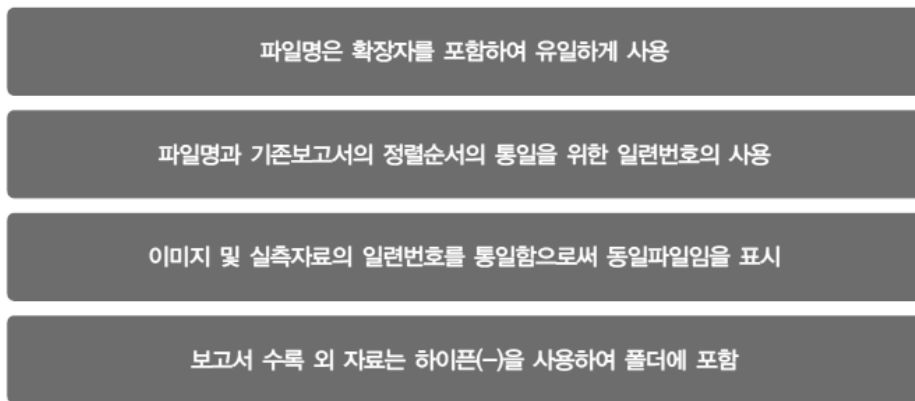 파일명은 확장자를 포함하여 유일하게 사용
파일명과 기존보고서의 정렬순서의 통일을 위한 일련번호의 사용
이미지 및 실측자료의 일련번호를 통일함으로써 동일파일임을 표시
보고서 수록 외 자료는 하이픈(-)을 사용하여 폴더에 포함